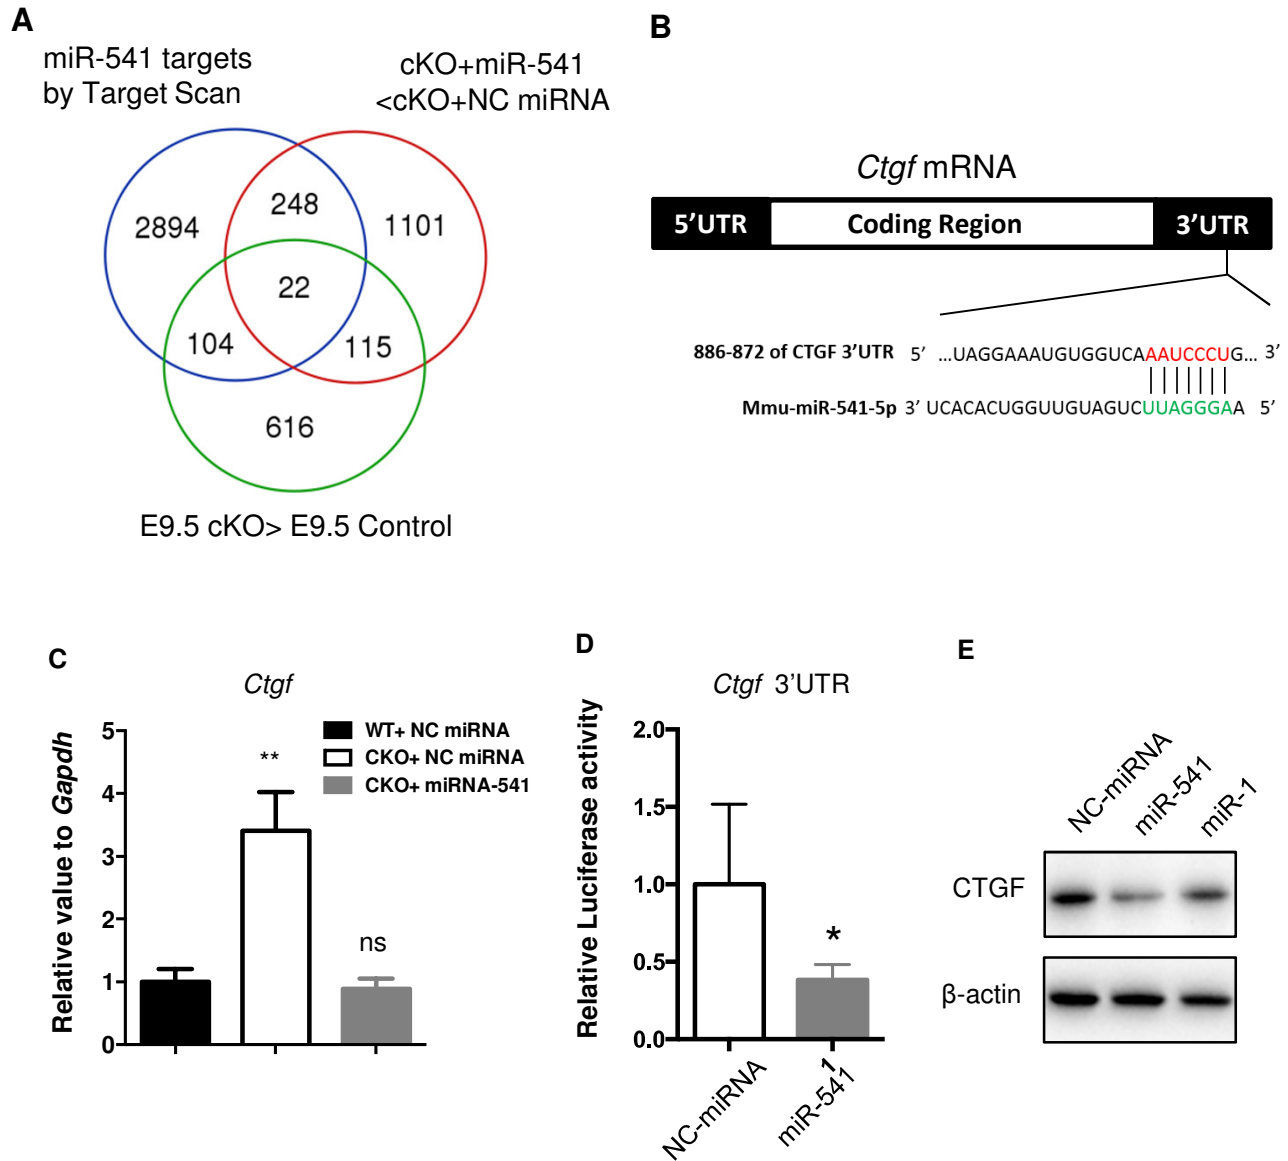 A
miR-541 targets
by Target Scan
cKO+miR-541
<cKO+NC miRNA
2894
248
1101
22
104
115
616
E9.5 cKO> E9.5 Control
B
Ctgf mRNA
5’UTR
Coding Region
3’UTR
886-872 of CTGF 3’UTR 5’ ...UAGGAAAUGUGGUCAAAUCCCUG... 3’
Mmu-miR-541-5p 3’ UCACACUGGUUGUAGUCUUAGGGAA 5’
C
Ctgf
Relative value to Gapdh
5
4
3
2
1
0
WT+ NC miRNA
CKO+ NC miRNA
CKO+ miRNA-541
**
ns
D
Ctgf 3’UTR
Relative Luciferase activity
2.0
1.5
1.0
0.5
0.0
*
NC-miRNA
1
miR-541
E
NC-miRNA
miR-541
miR-1
CTGF
β-actin